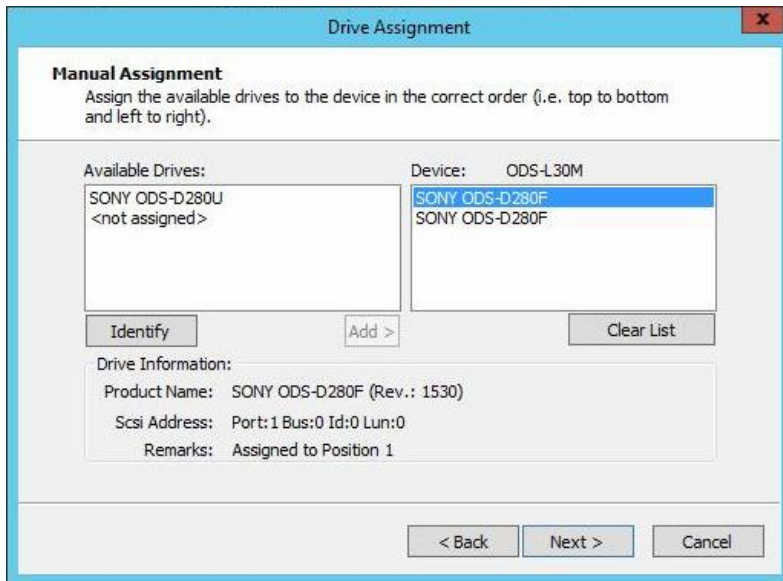 Drive Assignment
x
Manual Assignment
Assign the available drives to the device in the correct order (i.e. top to bottom
and left to right).
Available Drives:
Device: ODS-L30M
SONY ODS-D280U
<not assigned>
SONY ODS-D280F
SONY ODS-D280F
Identify
Add >
Clear List
Drive Information:
Product Name: SONY ODS-D280F (Rev.: 1530)
Scsi Address: Port:1 Bus:0 Id:0 Lun:0
Remarks: Assigned to Position 1
< Back
Next >
Cancel